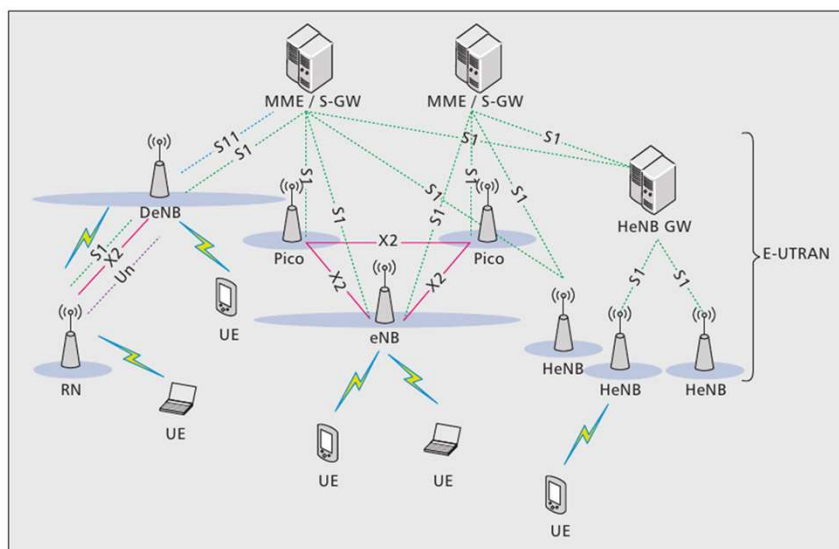 MME / S-GW
MME / S-GW
S11
S1
S1
S1
S1
S1
S1
S1
S1
S1
DeNB
HeNB GW
E-UTRAN
Pico
X2
Pico
S1
X2
Un
X2
X2
S1
S1
UE
eNB
HeNB
RN
HeNB
HeNB
UE
UE
UE
UE